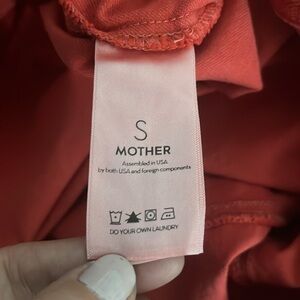 S
MOTHER
Assembled in USA
by both USA and foreign components
DO YOUR OWN LAUNDRY